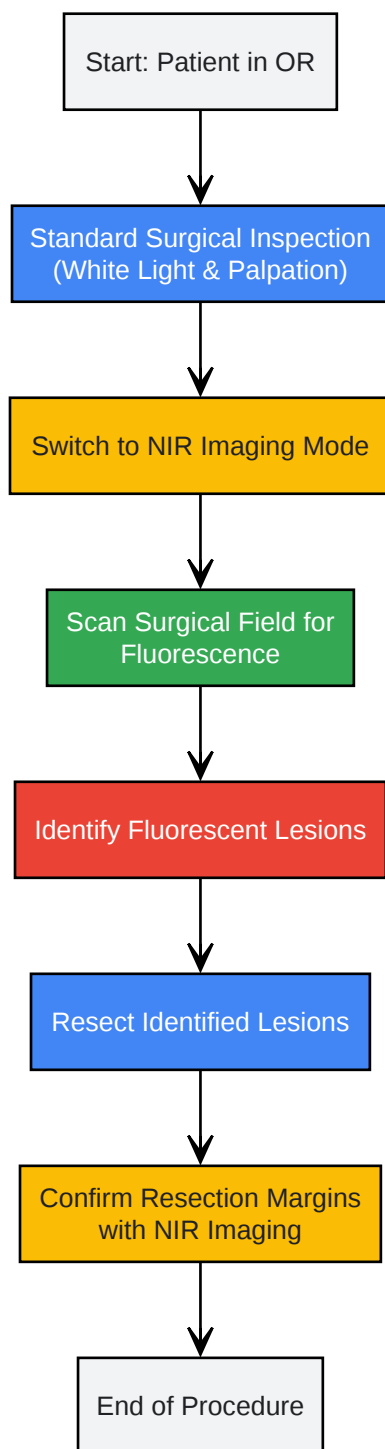 Start: Patient in OR
Standard Surgical Inspection
(White Light & Palpation)
Switch to NIR Imaging Mode
Scan Surgical Field for
Fluorescence
Identify Fluorescent Lesions
Resect Identified Lesions
Confirm Resection Margins
with NIR Imaging
End of Procedure